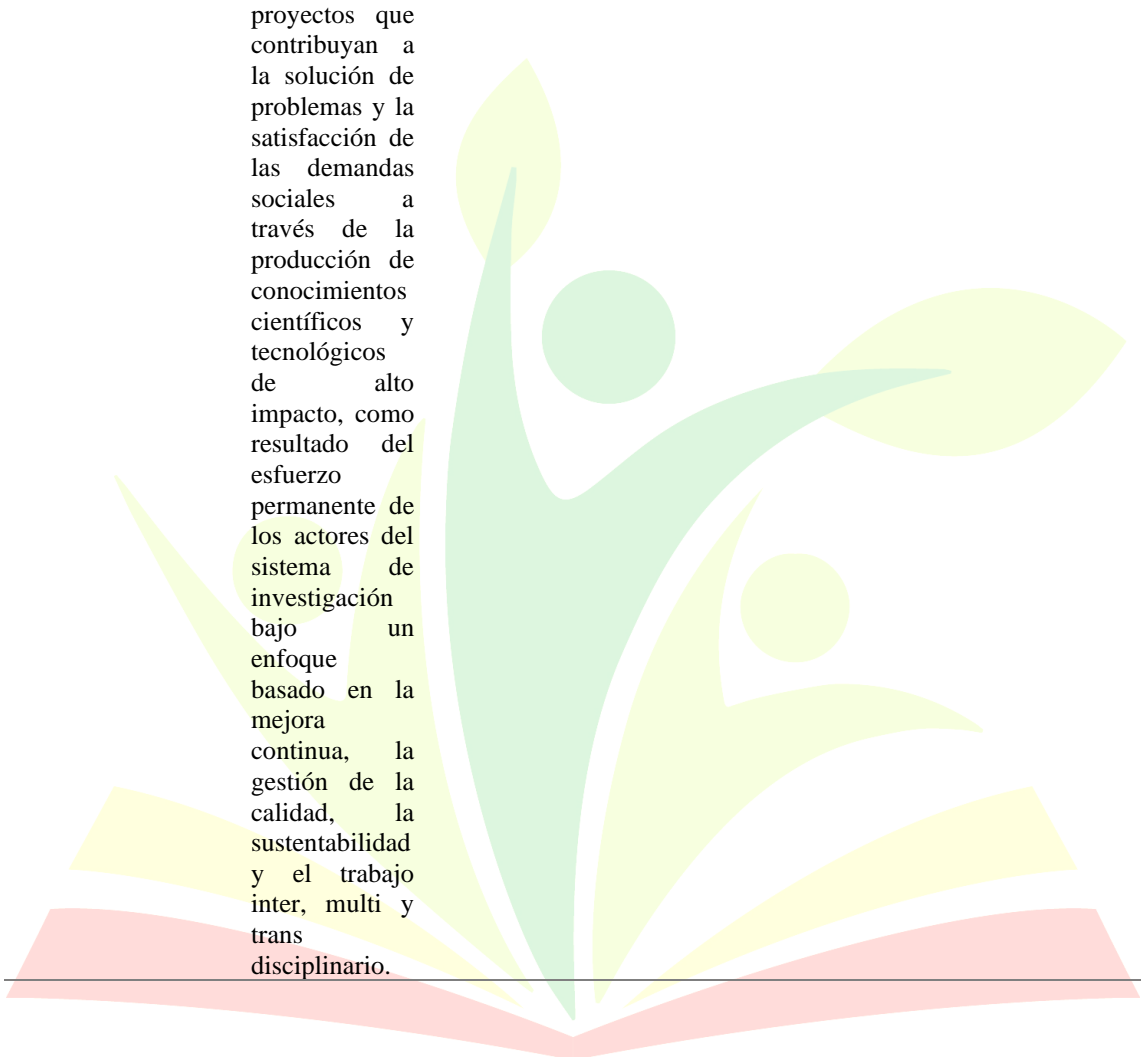 proyectos que
contribuyan a
la solución de
problemas y la
satisfacción de
las demandas
sociales a
través de la
producción de
conocimientos
científicos y
tecnológicos
de alto
impacto, como
resultado del
esfuerzo
permanente de
los actores del
sistema de
investigación
bajo un
enfoque
basado en la
mejora
continua, la
gestión de la
calidad, la
sustentabilidad
y el trabajo
inter, multi y
trans
disciplinario.